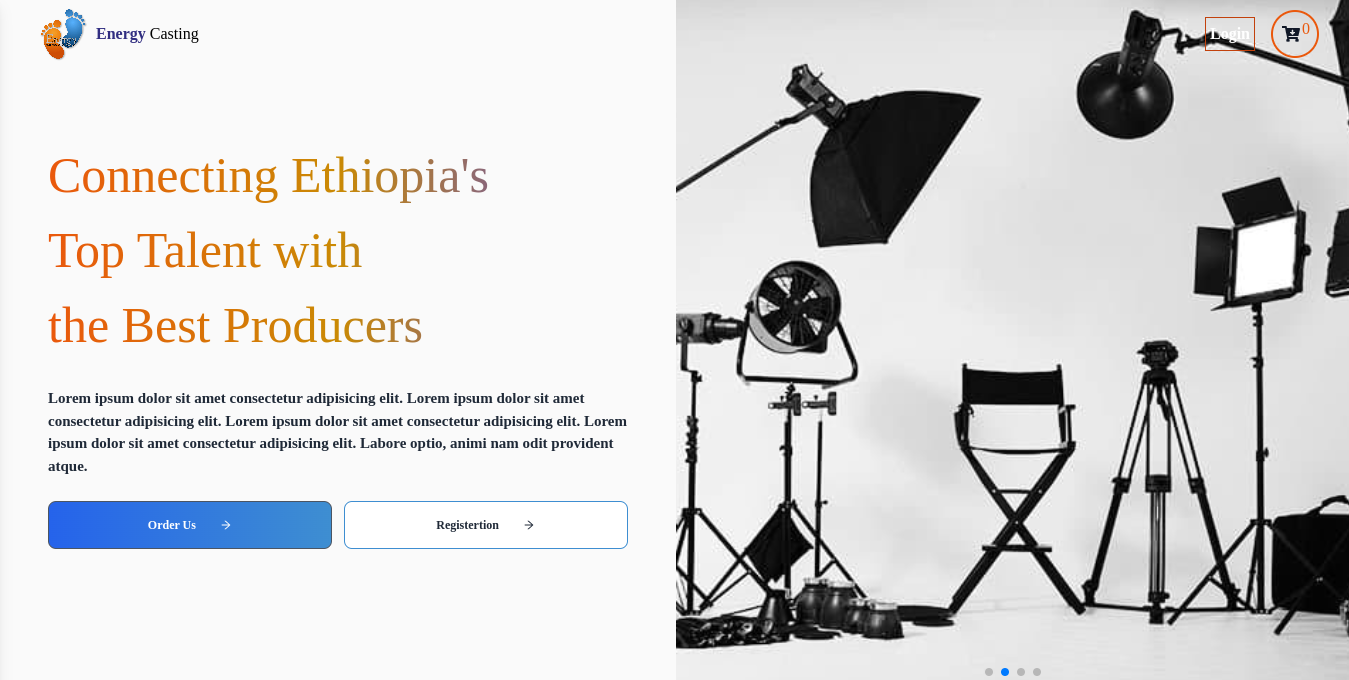 Energy Casting
Login
0
Connecting Ethiopia's
Top Talent with
the Best Producers
Lorem ipsum dolor sit amet consectetur adipisicing elit. Lorem ipsum dolor sit amet
consectetur adipisicing elit. Lorem ipsum dolor sit amet consectetur adipisicing elit. Lorem
ipsum dolor sit amet consectetur adipisicing elit. Labore optio, animi nam odit provident
atque.
Order Us
Registertion